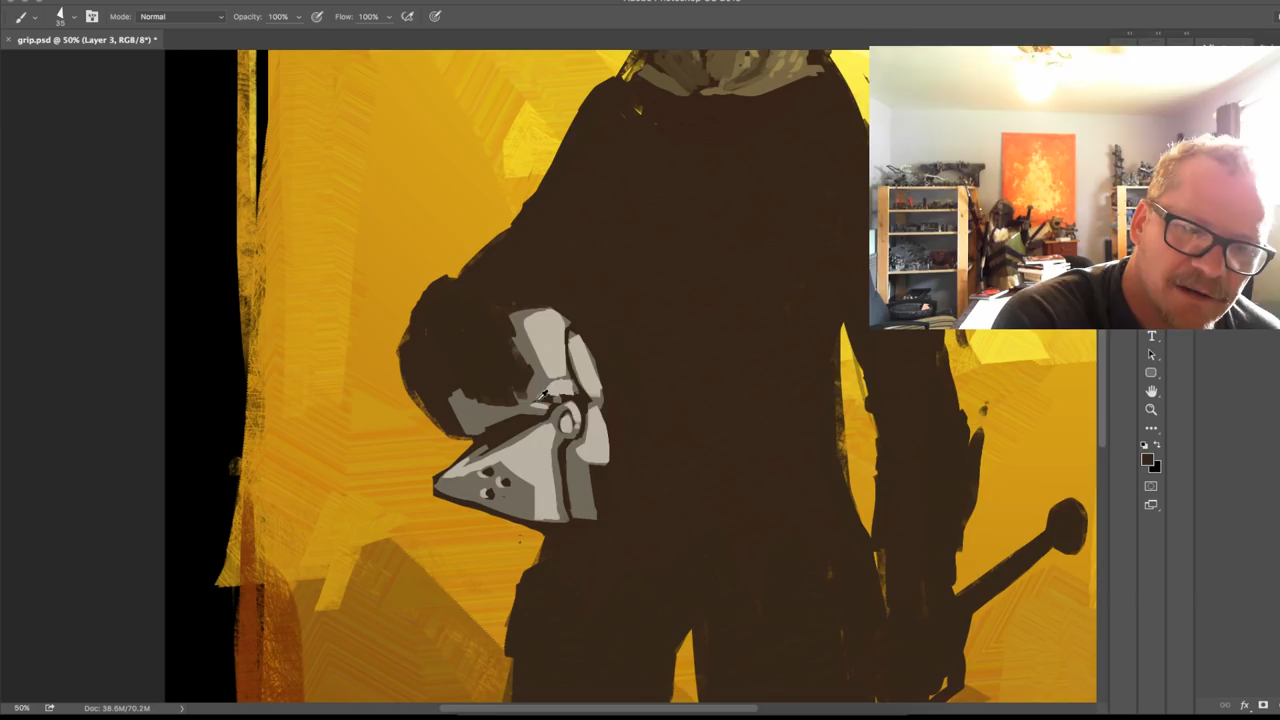 35 Mode: Normal Opacity: 100% Flow: 100%
grip.psd @ 50% (Layer 3, RGB/8*) *
50% Doc: 38.6M/70.2M